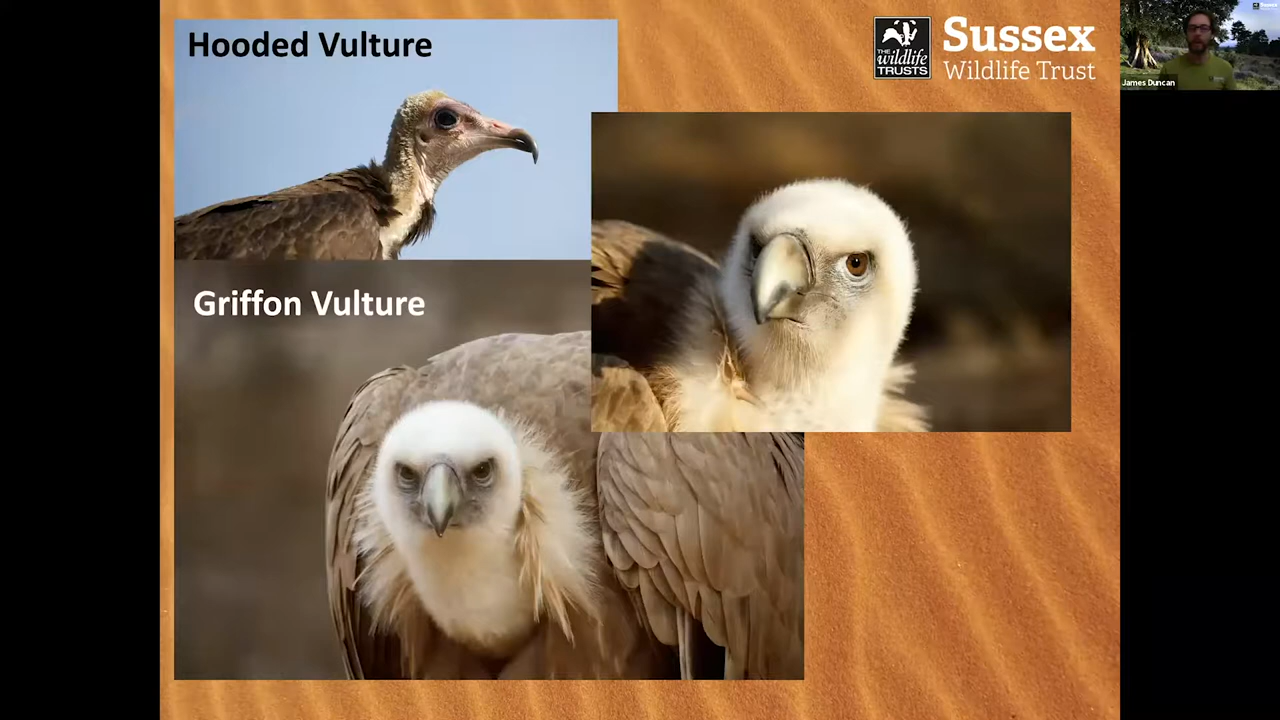 Hooded Vulture
THE
wildlife
TRUSTS
Sussex
Wildlife Trust
James Duncan
Griffon Vulture